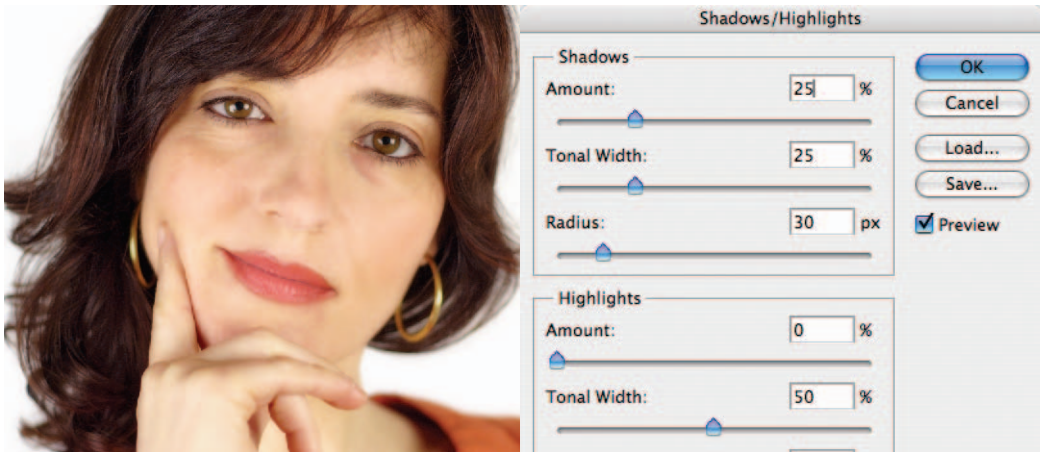 Shadows/Highlights
Shadows
Amount: 25 %
Tonal Width: 25 %
Radius: 30 px
Highlights
Amount: 0 %
Tonal Width: 50 %
OK
Cancel
Load...
Save...
Preview